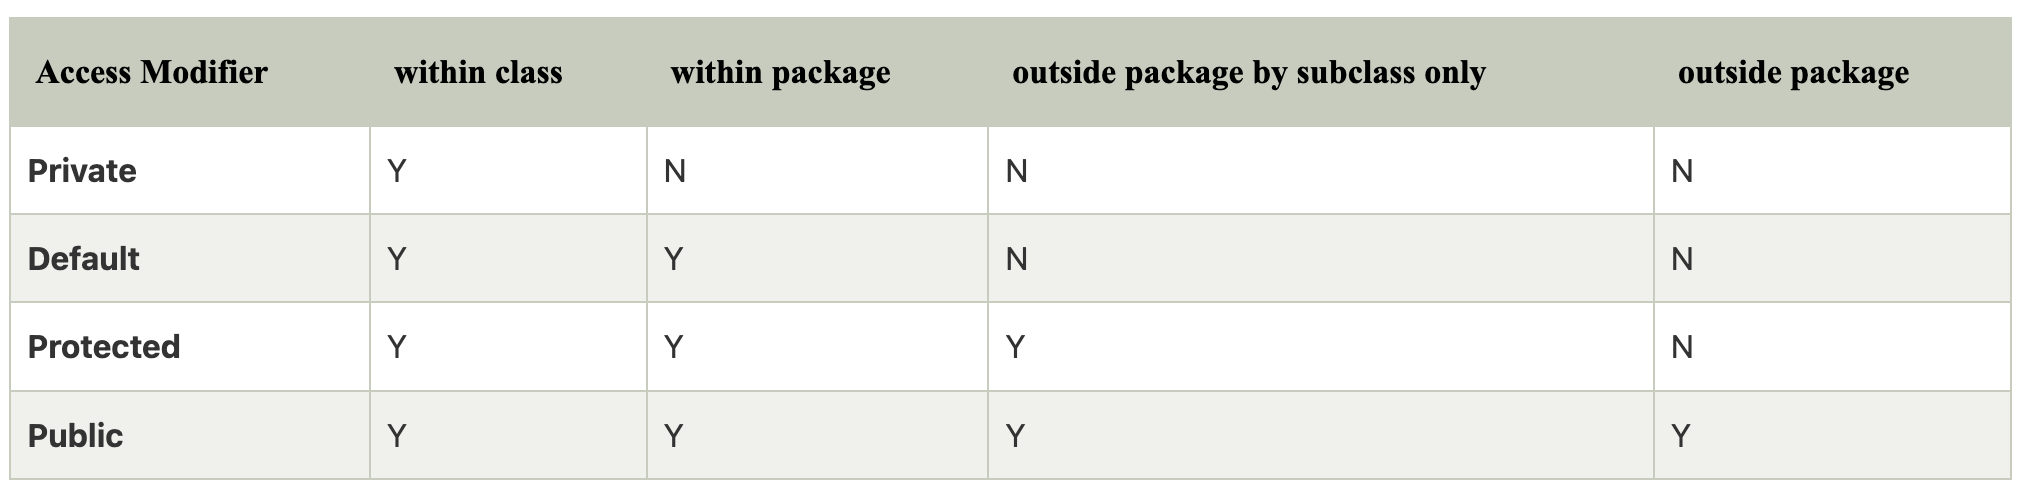 Access Modifier within class within package outside package by subclass only outside package
Private Y N N N
Default Y Y N N
Protected Y Y Y N
Public Y Y Y Y